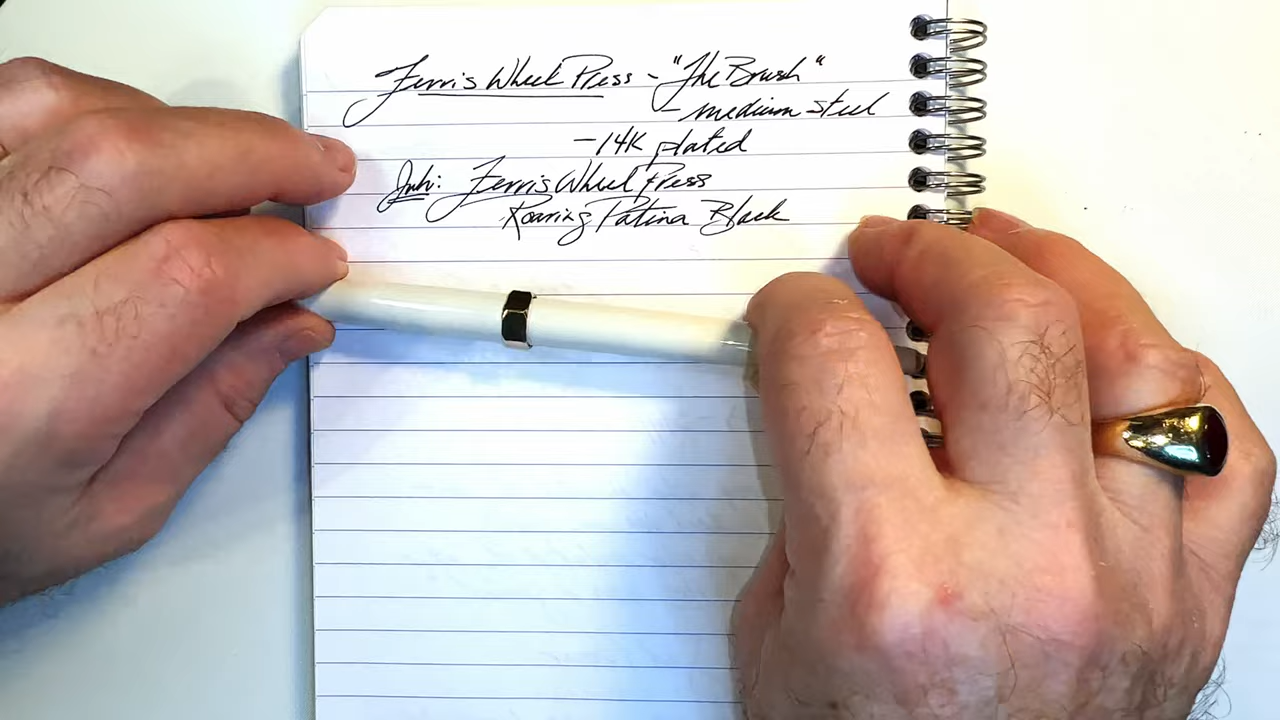 Ferris Wheel Press - "The Brush"
- medium steel
- 14K plated
Ink: Ferris Wheel Press
Roaring Patina Black